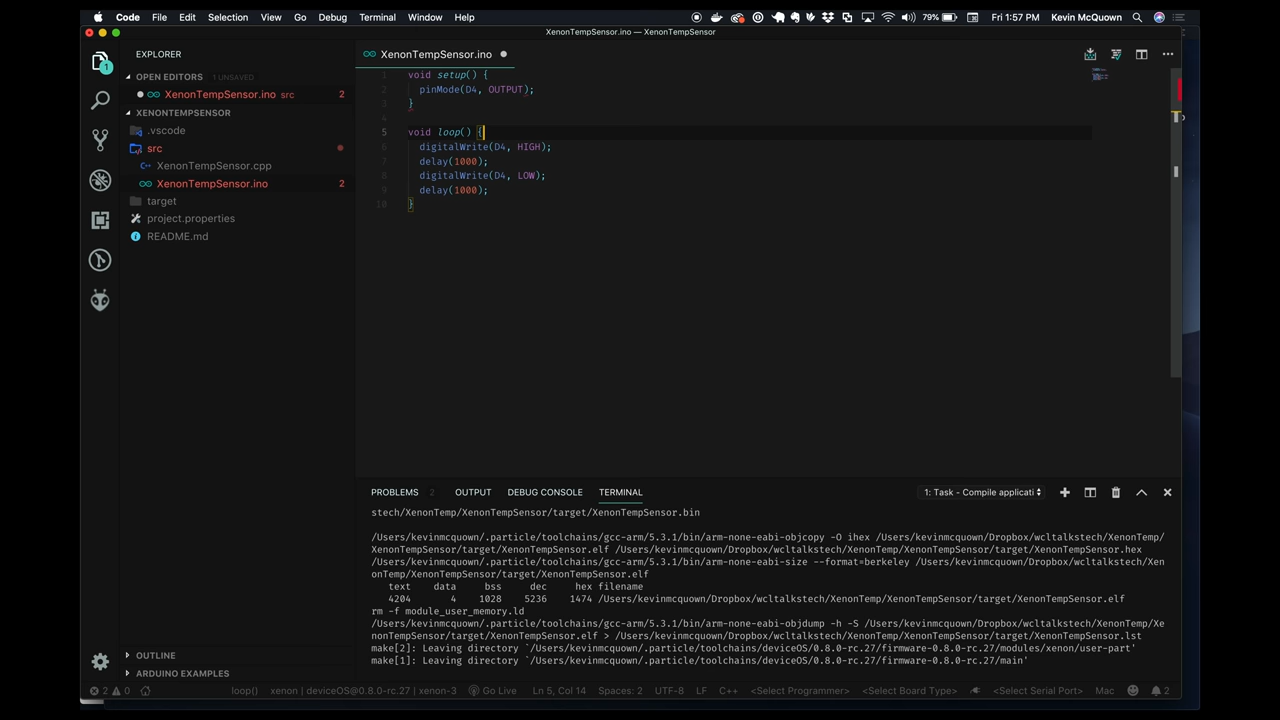 Code File Edit Selection View Go Debug Terminal Window Help 79% Fri 1:57 PM Kevin McQuown
XenonTempSensor.ino — XenonTempSensor
EXPLORER
OPEN EDITORS 1 UNSAVED
XenonTempSensor.ino src 2
XENONTEMPSENSOR
.vscode
src
XenonTempSensor.cpp
XenonTempSensor.ino 2
target
project.properties
README.md
OUTLINE
ARDUINO EXAMPLES
1
XenonTempSensor.ino
1 void setup() {
2 pinMode(D4, OUTPUT);
3 }
4
5 void loop() {
6 digitalWrite(D4, HIGH);
7 delay(1000);
8 digitalWrite(D4, LOW);
9 delay(1000);
10 }
PROBLEMS 2 OUTPUT DEBUG CONSOLE TERMINAL 1: Task - Compile applicati
stech/XenonTemp/XenonTempSensor/target/XenonTempSensor.bin
/Users/kevinmcquown/.particle/toolchains/gcc-arm/5.3.1/bin/arm-none-eabi-objcopy -O ihex /Users/kevinmcquown/Dropbox/wcltalkstech/XenonTemp/
XenonTempSensor/target/XenonTempSensor.elf /Users/kevinmcquown/Dropbox/wcltalkstech/XenonTemp/XenonTempSensor/target/XenonTempSensor.hex
/Users/kevinmcquown/.particle/toolchains/gcc-arm/5.3.1/bin/arm-none-eabi-size --format=berkeley /Users/kevinmcquown/Dropbox/wcltalkstech/Xen
onTemp/XenonTempSensor/target/XenonTempSensor.elf
text data bss dec hex filename
4204 4 1028 5236 1474 /Users/kevinmcquown/Dropbox/wcltalkstech/XenonTemp/XenonTempSensor/target/XenonTempSensor.elf
rm -f module_user_memory.ld
/Users/kevinmcquown/.particle/toolchains/gcc-arm/5.3.1/bin/arm-none-eabi-objdump -h -S /Users/kevinmcquown/Dropbox/wcltalkstech/XenonTemp/Xe
nonTempSensor/target/XenonTempSensor.elf > /Users/kevinmcquown/Dropbox/wcltalkstech/XenonTemp/XenonTempSensor/target/XenonTempSensor.lst
make[2]: Leaving directory `/Users/kevinmcquown/.particle/toolchains/deviceOS/0.8.0-rc.27/firmware-0.8.0-rc.27/modules/xenon/user-part'
make[1]: Leaving directory `/Users/kevinmcquown/.particle/toolchains/deviceOS/0.8.0-rc.27/firmware-0.8.0-rc.27/main'
2 0 loop() xenon | deviceOS@0.8.0-rc.27 | xenon-3 Go Live Ln 5, Col 14 Spaces: 2 UTF-8 LF C++ <Select Programmer> <Select Board Type> <Select Serial Port> Mac 2